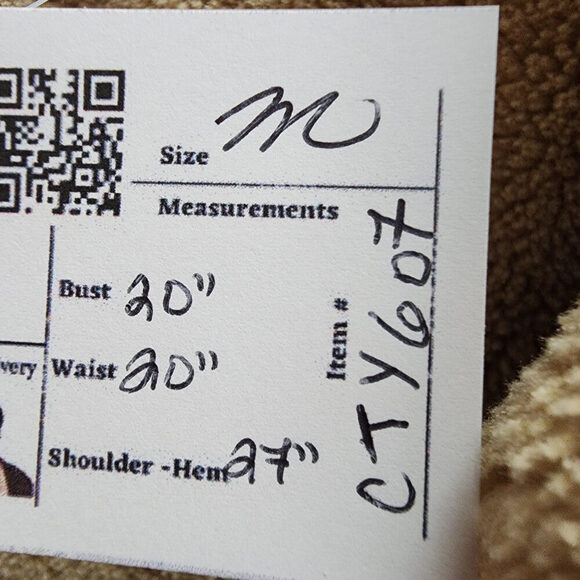 Size M
Measurements
Bust 20"
Waist 20"
Shoulder -Hem 27"
Item # CTY607
very